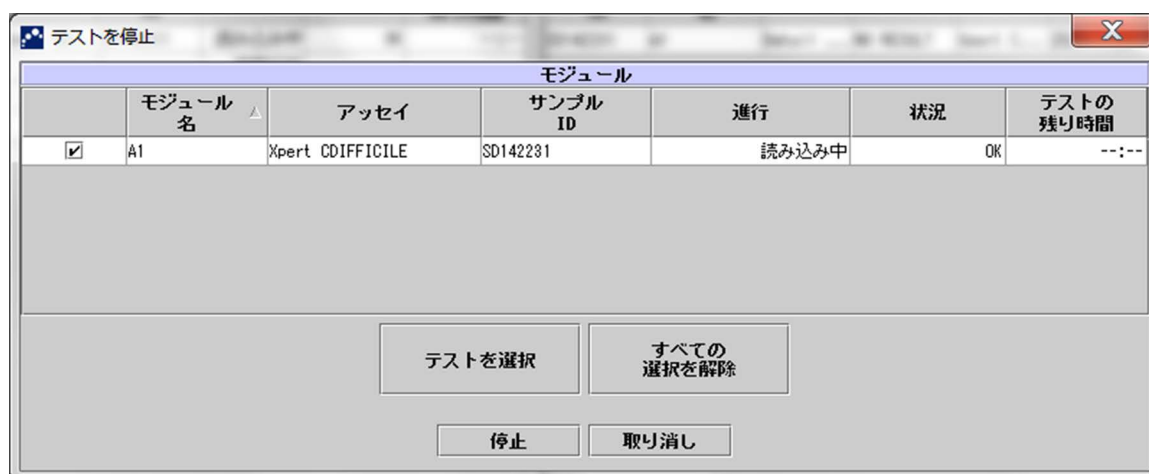 テストを停止
モジュール
モジュール名 アッセイ サンプルID 進行 状況 テストの残り時間
A1 Xpert CDIFFICILE SD142231 読み込み中 OK --:--
テストを選択 すべての選択を解除
停止 取り消し